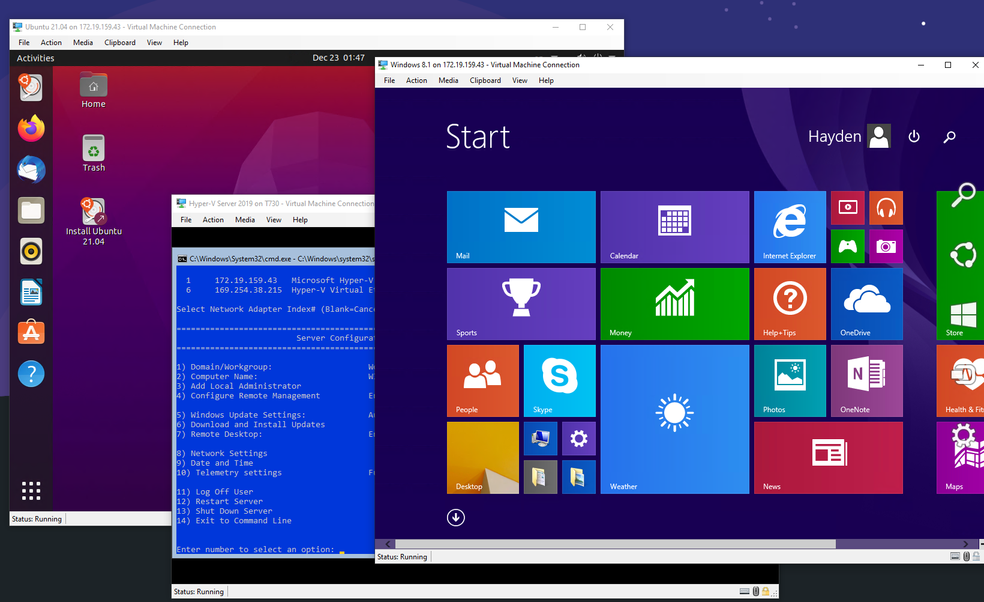 Ubuntu 21.04 on 172.19.159.43 - Virtual Machine Connection
File Action Media Clipboard View Help
Activities
Dec 23 01:47
Home
Trash
Install Ubuntu
21.04
Status: Running
Hyper-V Server 2019 on T730 - Virtual Machine Connection
File Action Media View Help
C:\Windows\System32\cmd.exe - C:\Windows\system32\s
1 172.19.159.43 Microsoft Hyper-V
6 169.254.38.215 Hyper-V Virtual
Select Network Adapter Index# (Blank=Canc
Server Configura
1) Domain/Workgroup:
2) Computer Name:
3) Add Local Administrator
4) Configure Remote Management
5) Windows Update Settings:
6) Download and Install Updates
7) Remote Desktop:
8) Network Settings
9) Date and Time
10) Telemetry settings
11) Log Off User
12) Restart Server
13) Shut Down Server
14) Exit to Command Line
Enter number to select an option:
Status: Running
Windows 8.1 on 172.19.159.43 - Virtual Machine Connection
File Action Media Clipboard View Help
Start
Hayden
Mail
Calendar
Internet Explorer
Sports
Money
Help+Tips
OneDrive
Store
People
Skype
Weather
Photos
OneNote
Health & Fit
Desktop
News
Maps
Status: Running